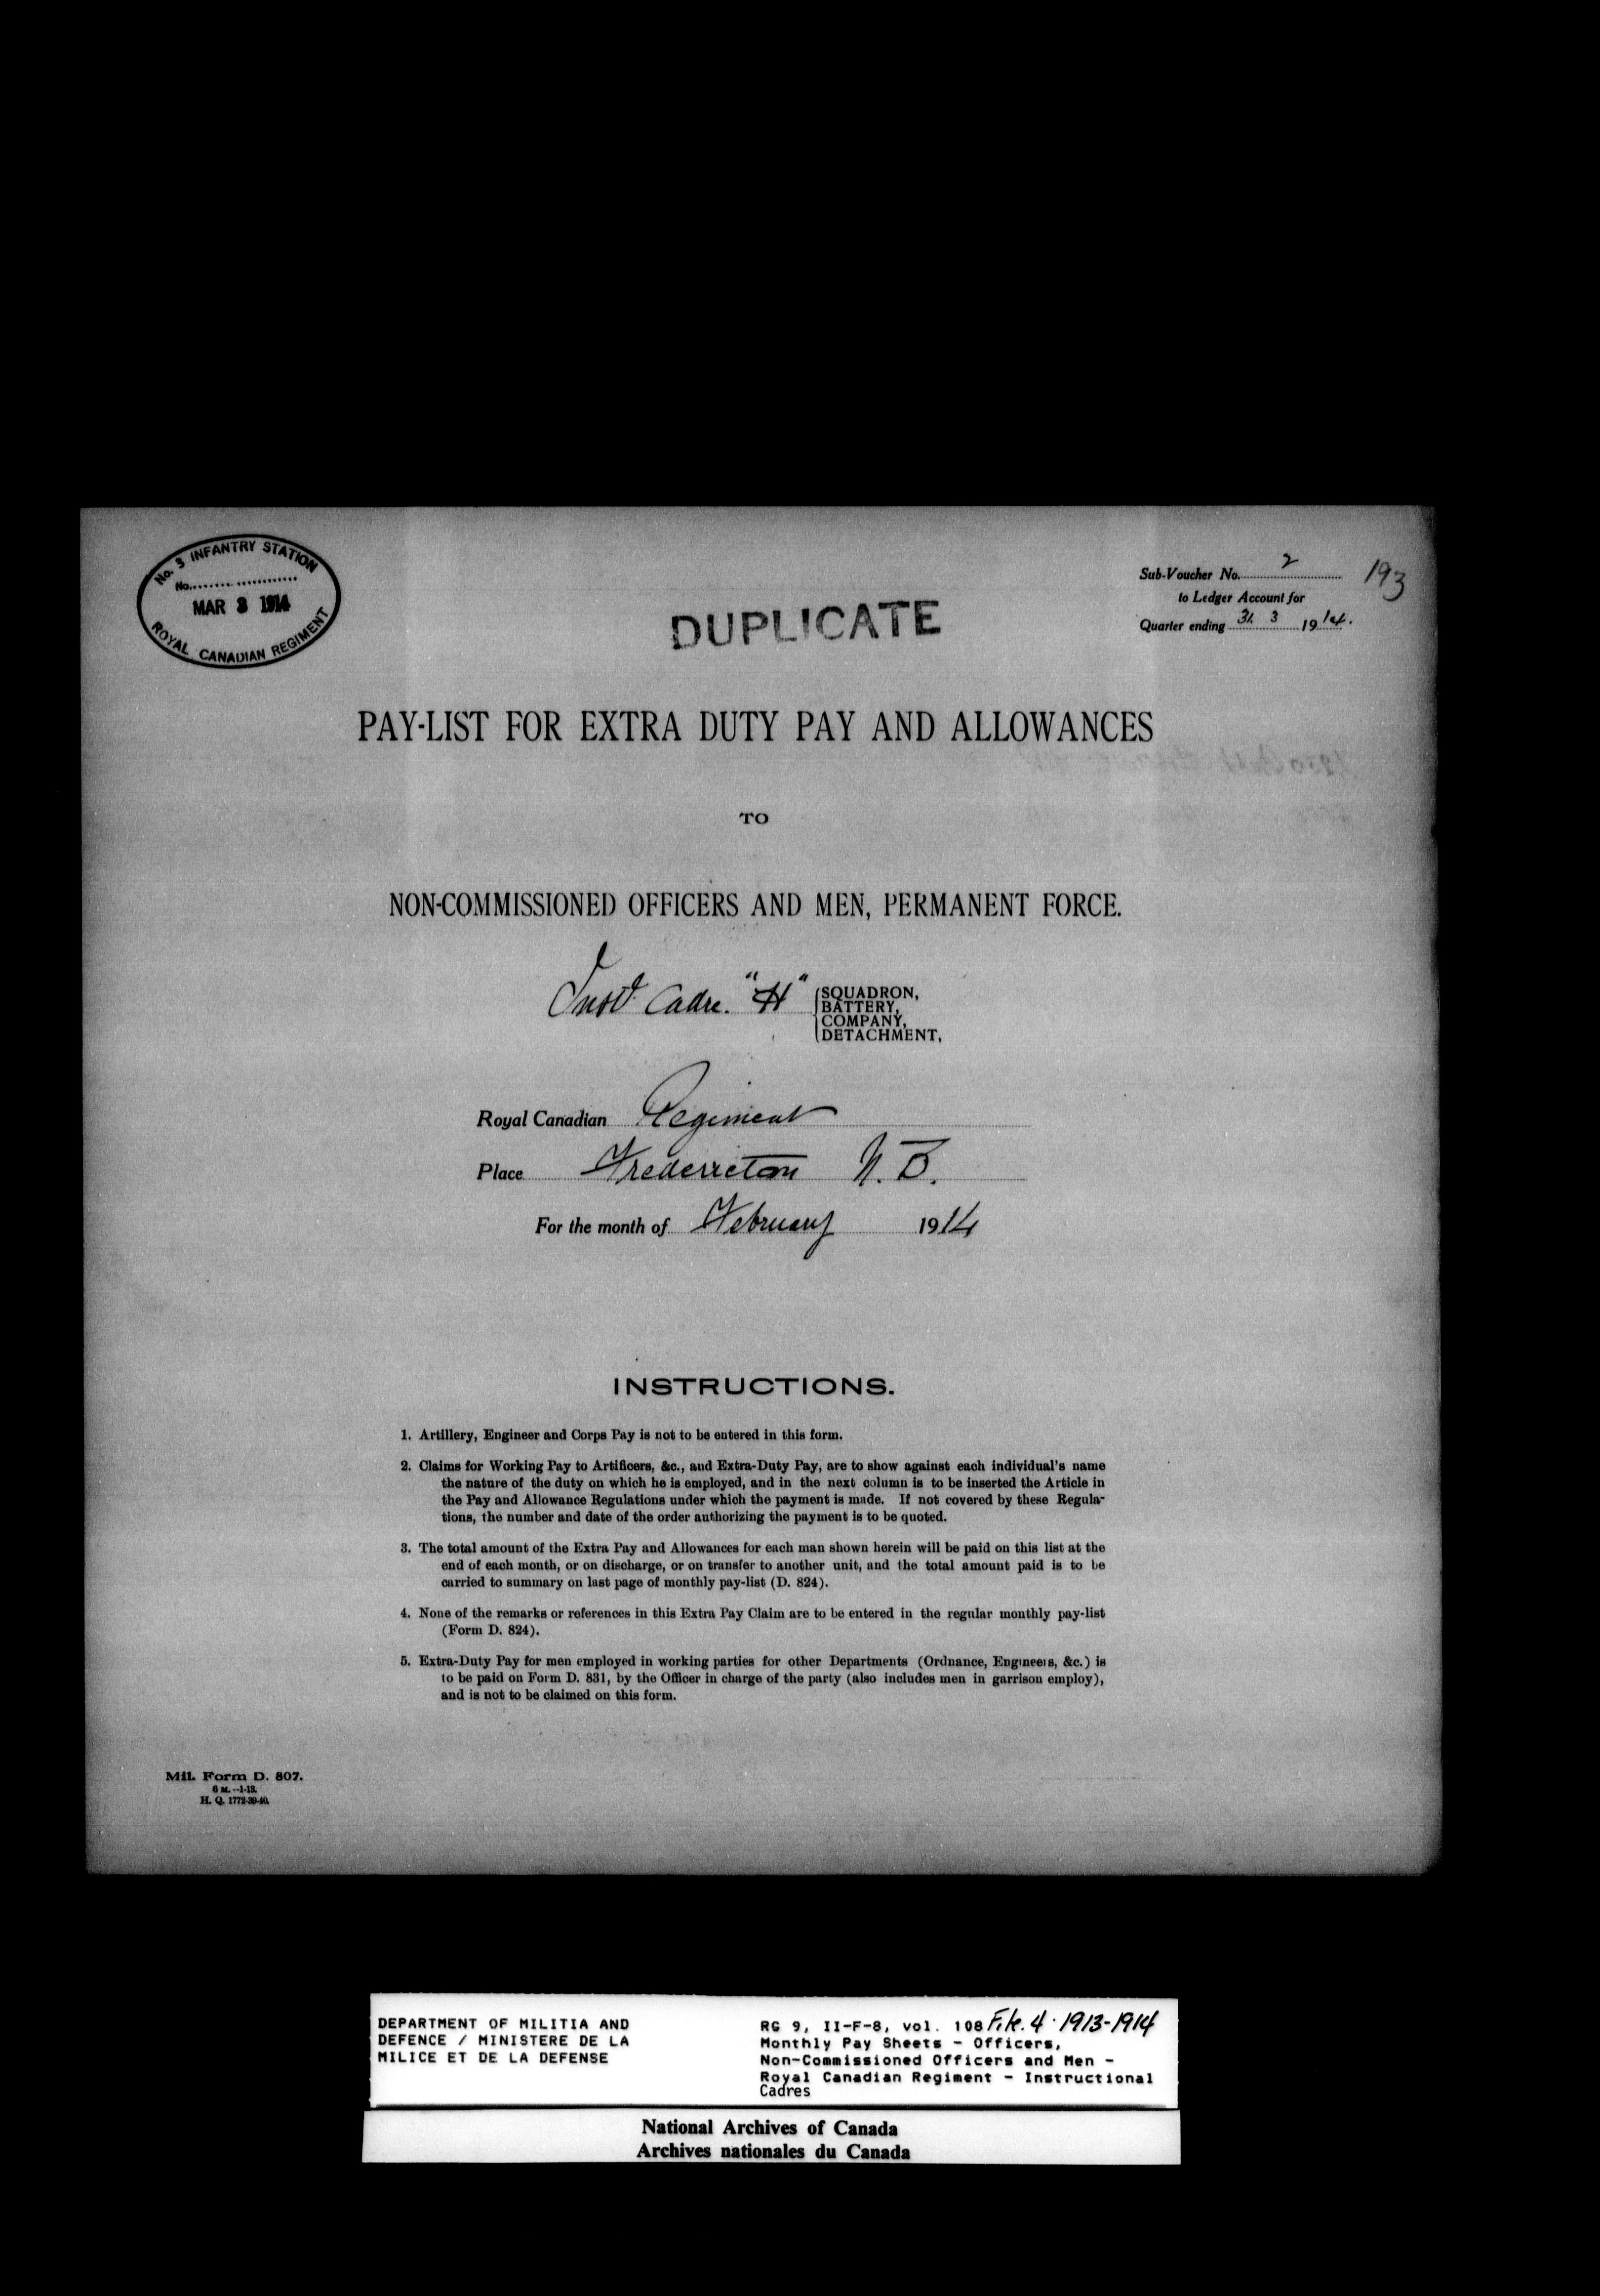 No. 3 INFANTRY STATION
No.
MAR 3 1914
ROYAL CANADIAN REGIMENT
Sub-Voucher No. 2
193
to Ledger Account for
Quarter ending 31. 3 1914.
DUPLICATE
PAY-LIST FOR EXTRA DUTY PAY AND ALLOWANCES
TO
NON-COMMISSIONED OFFICERS AND MEN, PERMANENT FORCE.
Inst'l Cadre. "H" SQUADRON,
BATTERY,
COMPANY,
DETACHMENT,
Royal Canadian Regiment
Place Fredericton N.B.
For the month of February 1914
INSTRUCTIONS.
1. Artillery, Engineer and Corps Pay is not to be entered in this form.
2. Claims for Working Pay to Artificers, &c., and Extra-Duty Pay, are to show against each individual's name
the nature of the duty on which he is employed, and in the next column is to be inserted the Article in
the Pay and Allowance Regulations under which the payment is made. If not covered by these Regula-
tions, the number and date of the order authorizing the payment is to be quoted.
3. The total amount of the Extra Pay and Allowances for each man shown herein will be paid on this list at the
end of each month, or on discharge, or on transfer to another unit, and the total amount paid is to be
carried to summary on last page of monthly pay-list (D. 824).
4. None of the remarks or references in this Extra Pay Claim are to be entered in the regular monthly pay-list
(Form D. 824).
5. Extra-Duty Pay for men employed in working parties for other Departments (Ordnance, Engineers, &c.) is
to be paid on Form D. 831, by the Officer in charge of the party (also includes men in garrison employ),
and is not to be claimed on this form.
Mil. Form D. 807.
6 M.--1-13.
H. Q. 1772-39-40.
DEPARTMENT OF MILITIA AND
DEFENCE / MINISTERE DE LA
MILICE ET DE LA DEFENSE
RG 9, II-F-8, vol. 108 File. 4. 1913-1914
Monthly Pay Sheets - Officers,
Non-Commissioned Officers and Men -
Royal Canadian Regiment - Instructional
Cadres
National Archives of Canada
Archives nationales du Canada